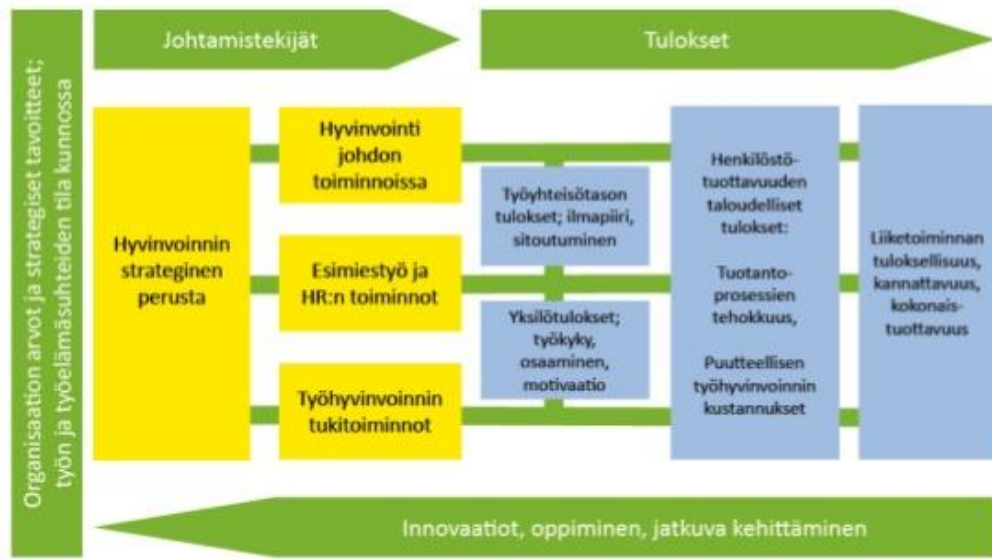 Organisaation arvot ja strategiset tavoitteet;
työn ja työelämäsuhteiden tila kunnossa
Johtamistekijät
Tulokset
Hyvinvoinnin
strateginen
perusta
Hyvinvointi
johdon
toiminnoissa
Esimiestyö ja
HR:n toiminnot
Työhyvinvoinnin
tukitoiminnot
Työyhteisötason
tulokset; ilmapiiri,
sitoutuminen
Yksilötulokset;
työkyky,
osaaminen,
motivaatio
Henkilöstö-
tuottavuuden
taloudelliset
tulokset:
Tuotanto-
prosessien
tehokkuus,
Puutteellisen
työhyvinvoinnin
kustannukset
Liiketoiminnan
tuloksellisuus,
kannattavuus,
kokonais-
tuottavuus
Innovaatiot, oppiminen, jatkuva kehittäminen